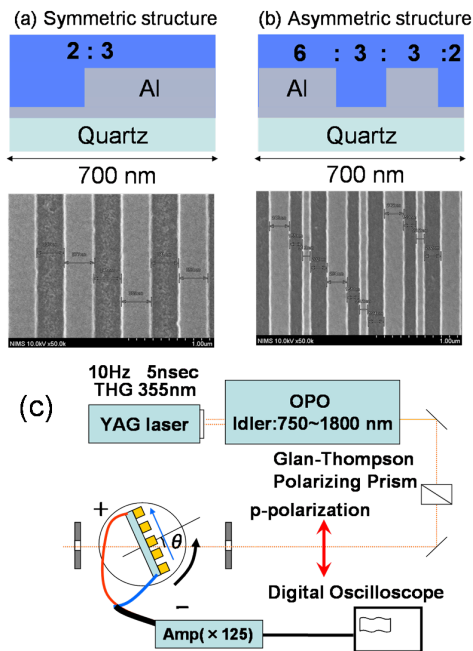 (a) Symmetric structure
2 : 3
Al
Quartz
700 nm
NIMS 10.0kV x50.0k
1.00um
(b) Asymmetric structure
6 : 3 : 3 :2
Al
Quartz
700 nm
NIMS 10.0kV x50.0k
1.00um
(c)
10Hz 5nsec
THG 355nm
YAG laser
OPO
Idler:750~1800 nm
Glan-Thompson
Polarizing Prism
p-polarization
+
θ
−
Digital Oscilloscope
Amp(×125)